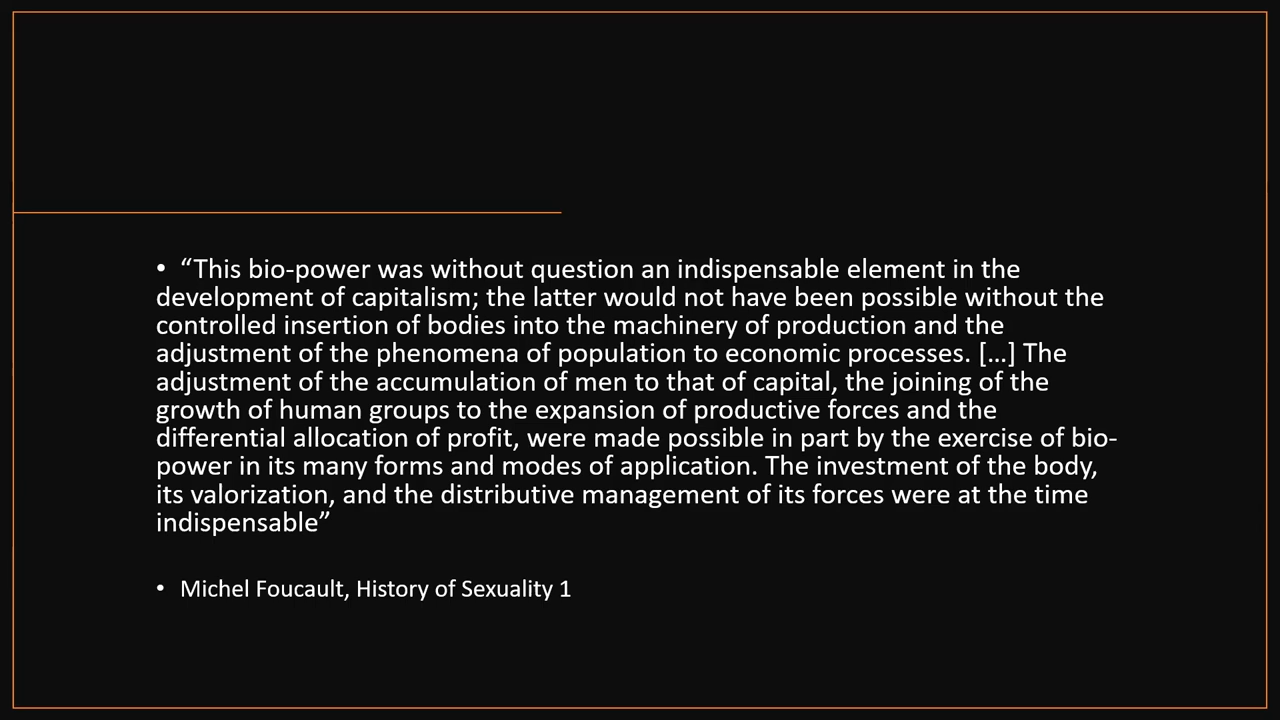 • “This bio-power was without question an indispensable element in the
development of capitalism; the latter would not have been possible without the
controlled insertion of bodies into the machinery of production and the
adjustment of the phenomena of population to economic processes. […] The
adjustment of the accumulation of men to that of capital, the joining of the
growth of human groups to the expansion of productive forces and the
differential allocation of profit, were made possible in part by the exercise of bio-
power in its many forms and modes of application. The investment of the body,
its valorization, and the distributive management of its forces were at the time
indispensable”
• Michel Foucault, History of Sexuality 1